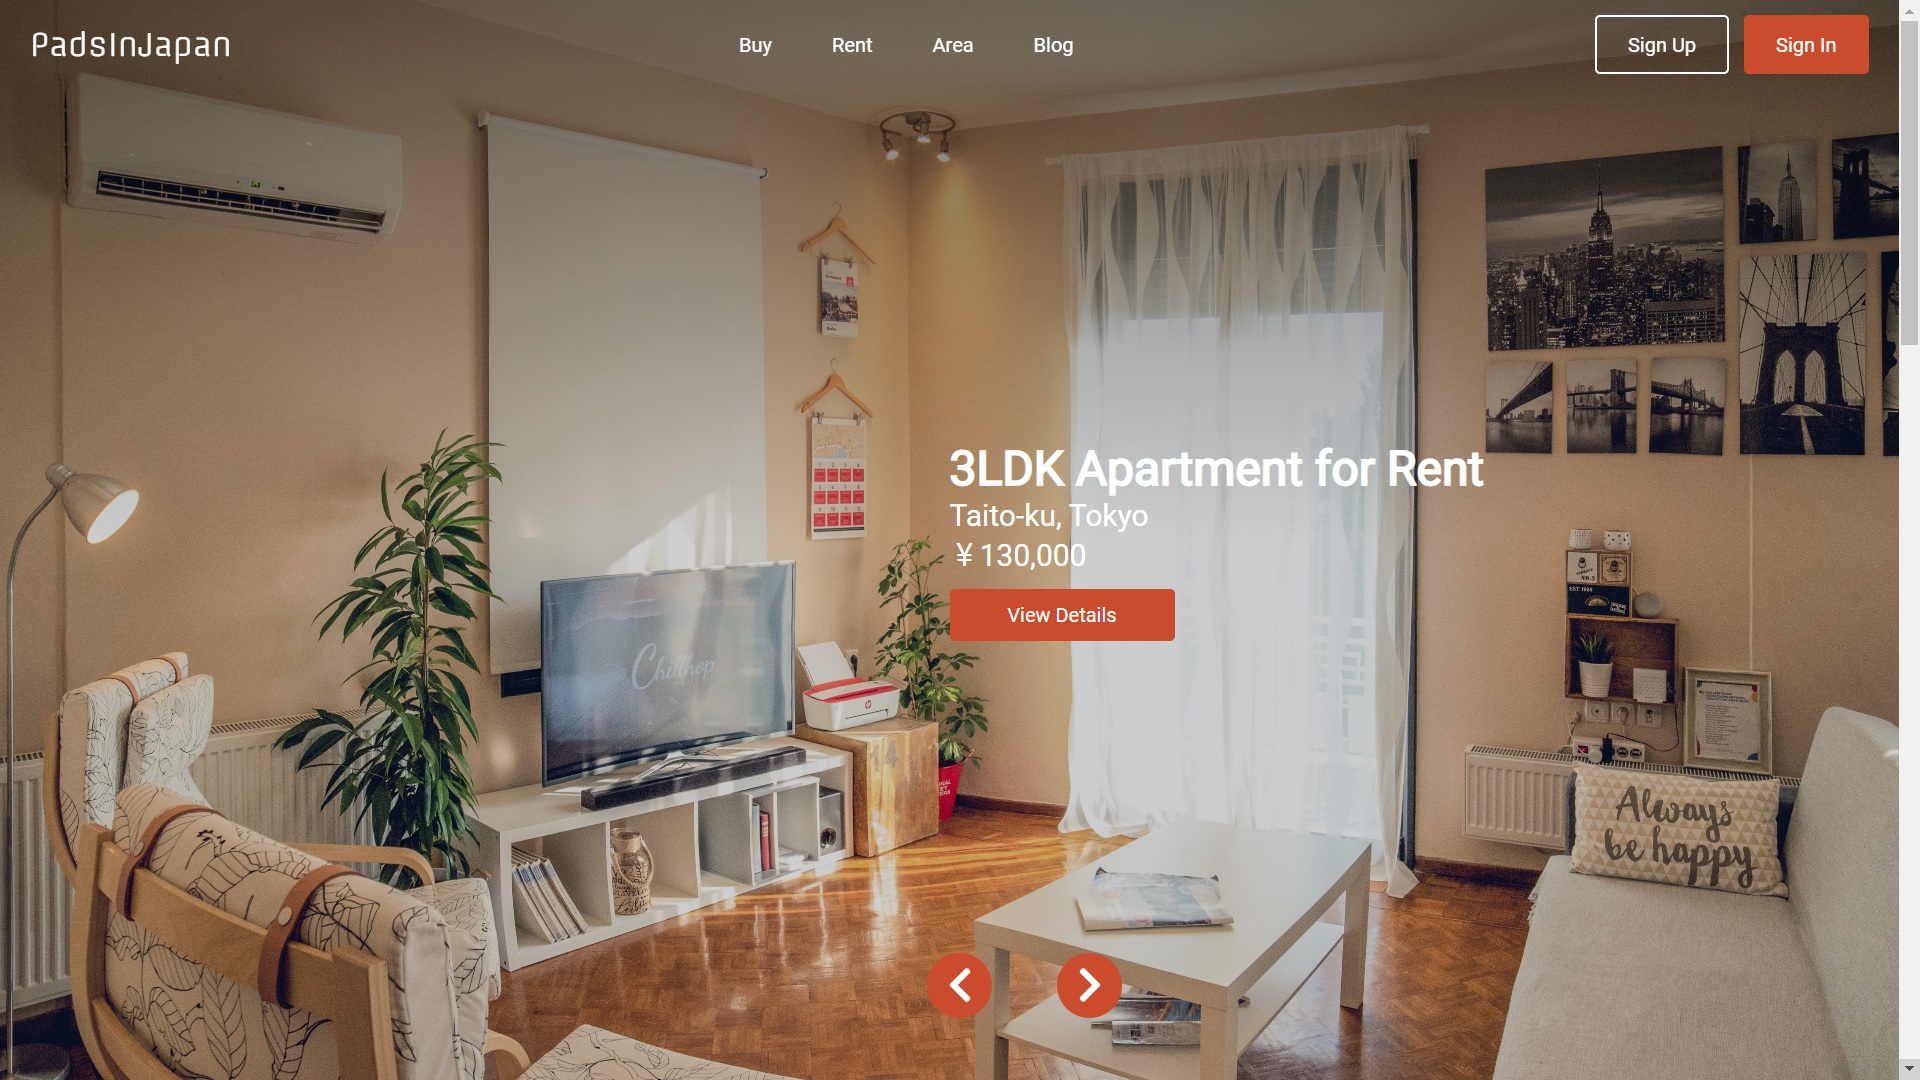 PadsInJapan
Buy
Rent
Area
Blog
Sign Up
Sign In
3LDK Apartment for Rent
Taito-ku, Tokyo
¥130,000
View Details
Chillhop
Always
be happy